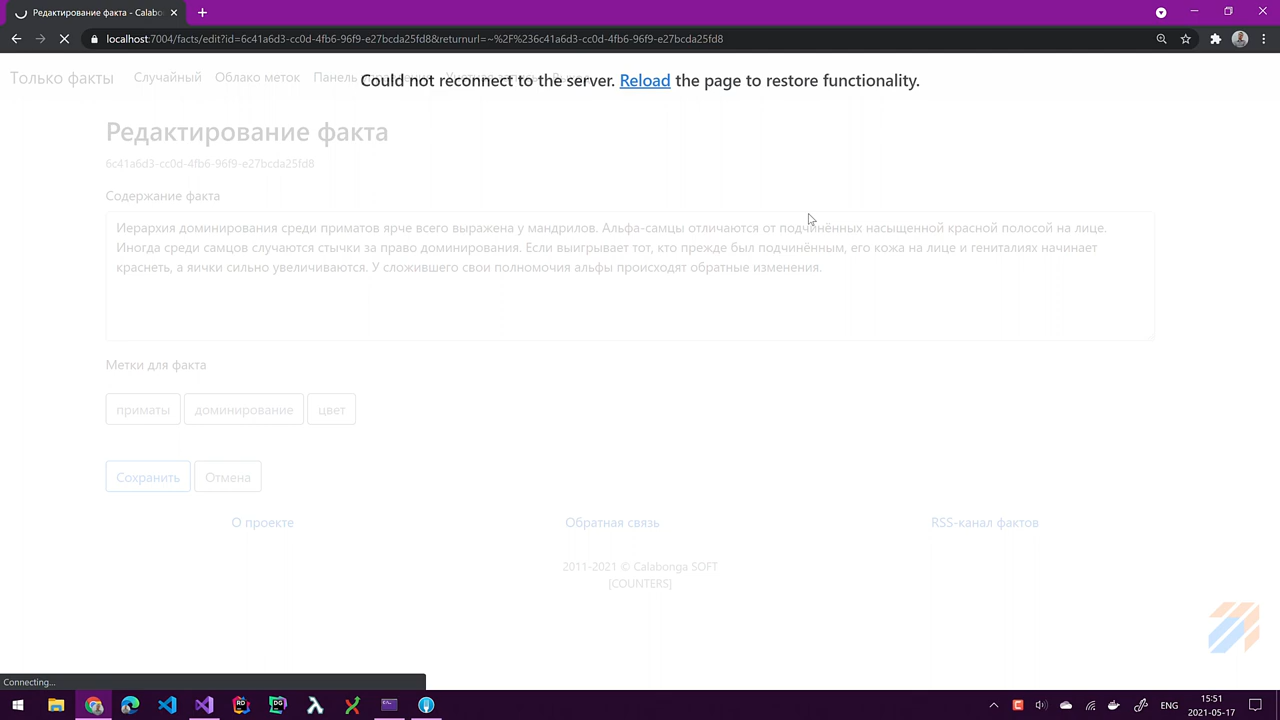 Редактирование факта - Calabo
localhost:7004/facts/edit?id=6c41a6d3-cc0d-4fb6-96f9-e27bcda25fd8&returnurl=~%2F%236c41a6d3-cc0d-4fb6-96f9-e27bcda25fd8
Только факты Случайный Облако меток Панель
Could not reconnect to the server. Reload the page to restore functionality.
Редактирование факта
6c41a6d3-cc0d-4fb6-96f9-e27bcda25fd8
Содержание факта
Иерархия доминирования среди приматов ярче всего выражена у мандрилов. Альфа-самцы отличаются от подчинённых насыщенной красной полосой на лице.
Иногда среди самцов случаются стычки за право доминирования. Если выигрывает тот, кто прежде был подчинённым, его кожа на лице и гениталиях начинает
краснеть, а яички сильно увеличиваются. У сложившего свои полномочия альфы происходят обратные изменения.
Метки для факта
приматы доминирование цвет
Сохранить Отмена
О проекте Обратная связь RSS-канал фактов
2011-2021 © Calabonga SOFT
[COUNTERS]
Connecting...
ENG
15:51
2021-05-17